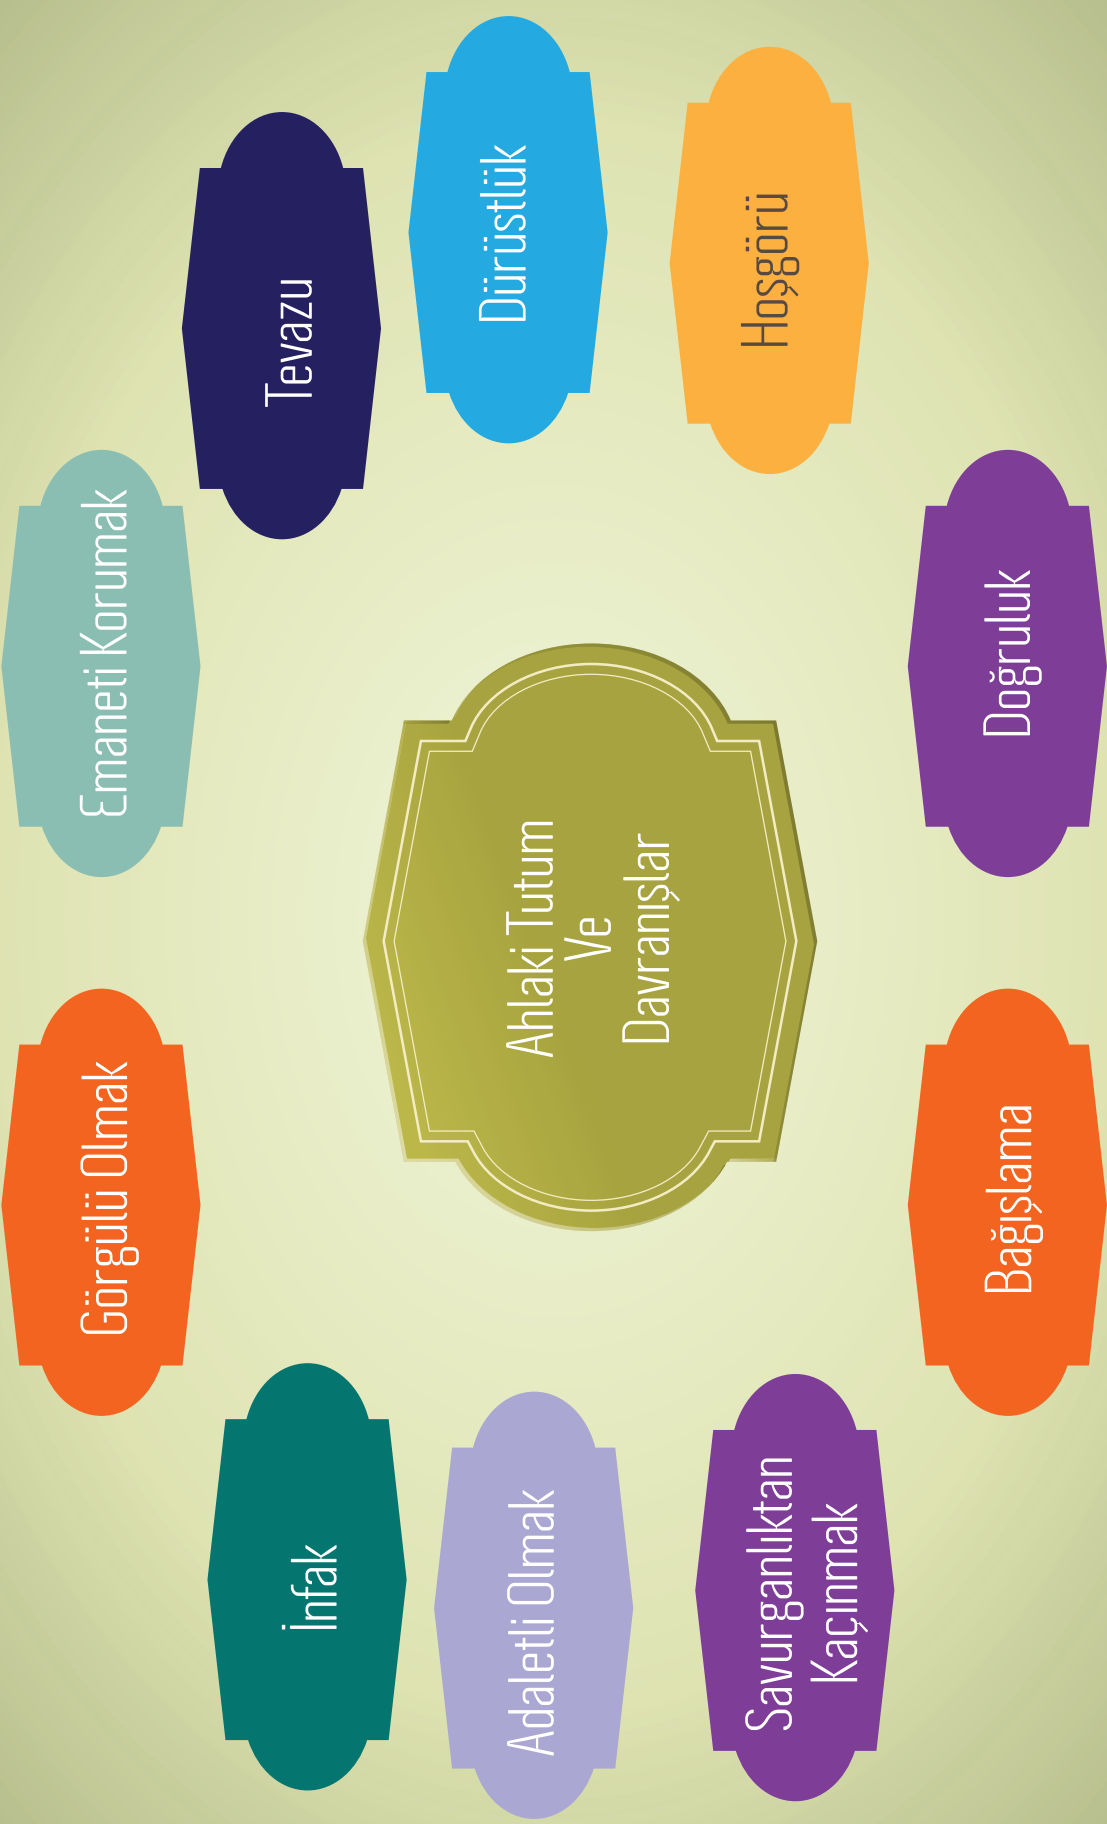 Emaneti Korumak
Görgülü Olmak
Tevazu
İnfak
Dürüstlük
Ahlaki Tutum
Ve
Davranışlar
Adaletli Olmak
Hoşgörü
Savurganlıktan
Kaçınmak
Doğruluk
Bağışlama